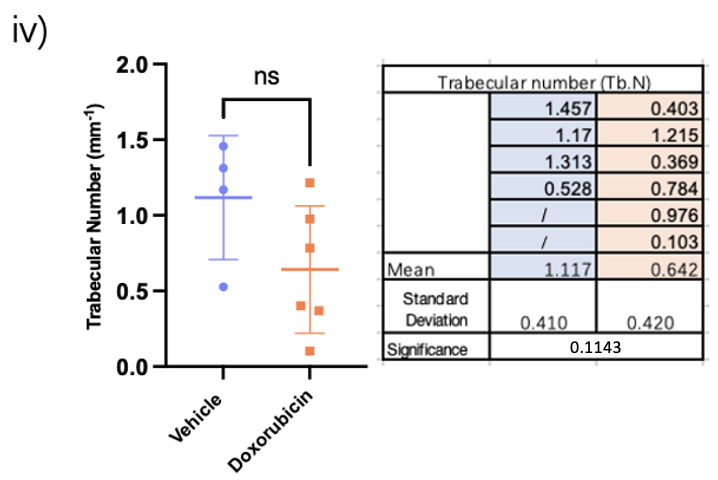 iv)
2.0
1.5
1.0
0.5
0.0
Trabecular Number (mm⁻¹)
ns
Vehicle
Doxorubicin
Trabecular number (Tb.N)
1.457 0.403
1.17 1.215
1.313 0.369
0.528 0.784
/ 0.976
/ 0.103
Mean 1.117 0.642
Standard
Deviation 0.410 0.420
Significance 0.1143